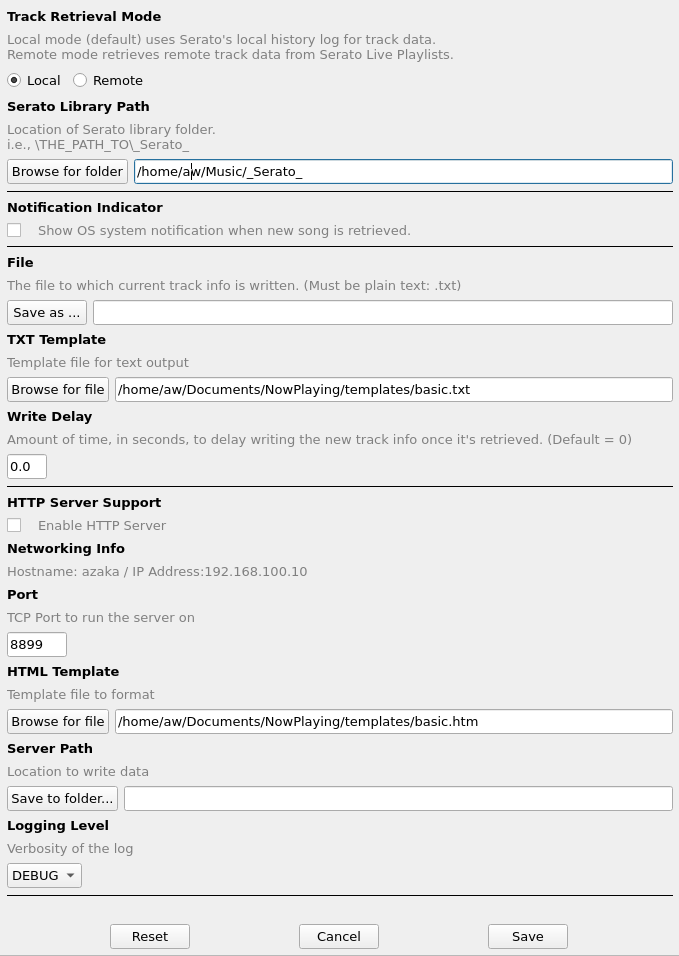 Track Retrieval Mode
Local mode (default) uses Serato's local history log for track data.
Remote mode retrieves remote track data from Serato Live Playlists.
Local Remote
Serato Library Path
Location of Serato library folder.
i.e., \THE_PATH_TO\_Serato_
Browse for folder /home/aw/Music/_Serato_
Notification Indicator
Show OS system notification when new song is retrieved.
File
The file to which current track info is written. (Must be plain text: .txt)
Save as ...
TXT Template
Template file for text output
Browse for file /home/aw/Documents/NowPlaying/templates/basic.txt
Write Delay
Amount of time, in seconds, to delay writing the new track info once it's retrieved. (Default = 0)
0.0
HTTP Server Support
Enable HTTP Server
Networking Info
Hostname: azaka / IP Address:192.168.100.10
Port
TCP Port to run the server on
8899
HTML Template
Template file to format
Browse for file /home/aw/Documents/NowPlaying/templates/basic.htm
Server Path
Location to write data
Save to folder...
Logging Level
Verbosity of the log
DEBUG
Reset Cancel Save